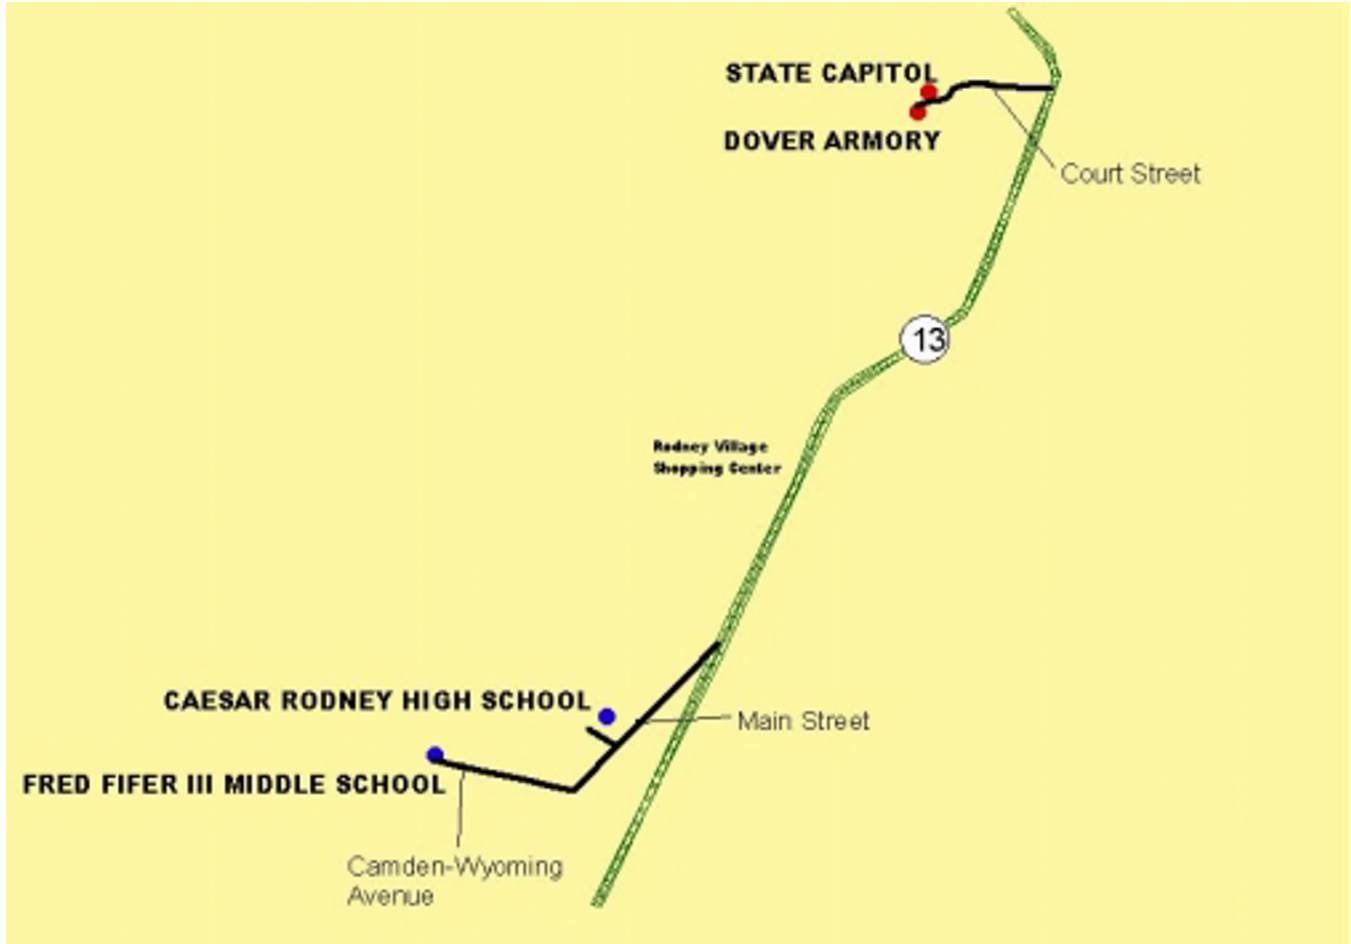 STATE CAPITOL
DOVER ARMORY
Court Street
13
Rodney Village
Shopping Center
CAESAR RODNEY HIGH SCHOOL
Main Street
FRED FIFER III MIDDLE SCHOOL
Camden-Wyoming
Avenue